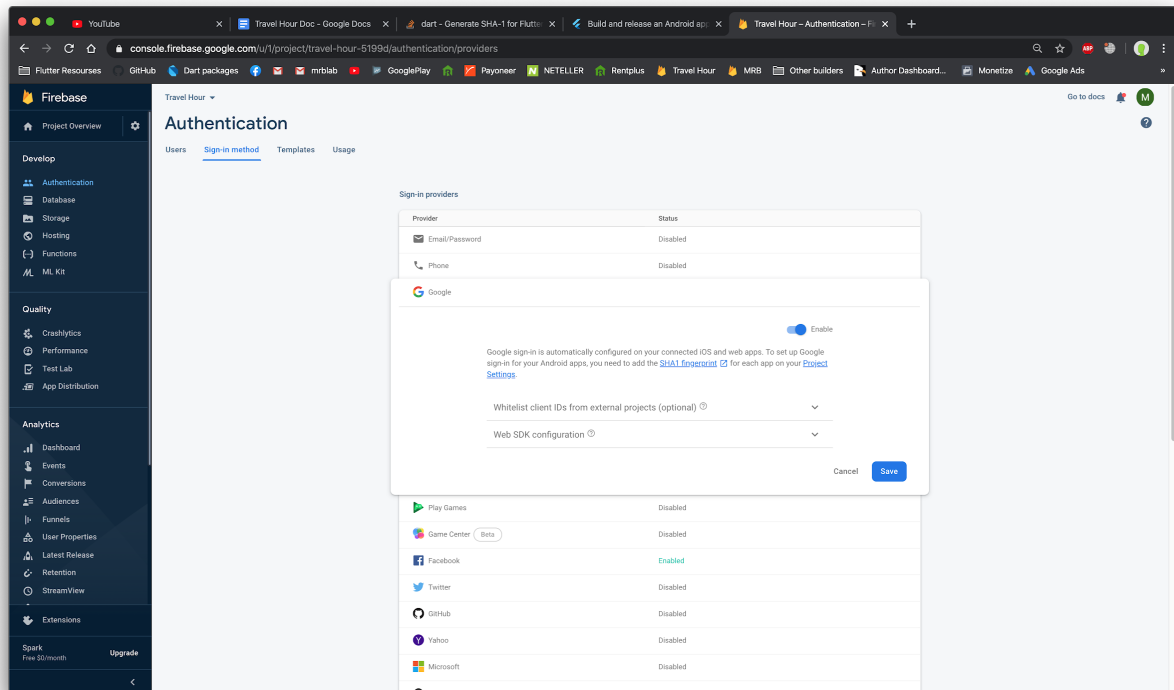 YouTube
Travel Hour Doc - Google Docs
dart - Generate SHA-1 for Flutte
Build and release an Android ap
Travel Hour – Authentication – Fi
console.firebase.google.com/u/1/project/travel-hour-5199d/authentication/providers
ABP
Flutter Resourses
GitHub
Dart packages
mrblab
GooglePlay
Payoneer
NETELLER
Rentplus
Travel Hour
MRB
Other builders
Author Dashboard...
Monetize
Google Ads
»
Firebase
Project Overview
Develop
Authentication
Database
Storage
Hosting
Functions
ML Kit
Quality
Crashlytics
Performance
Test Lab
App Distribution
Analytics
Dashboard
Events
Conversions
Audiences
Funnels
User Properties
Latest Release
Retention
StreamView
Extensions
Spark
Free $0/month
Upgrade
Travel Hour
Go to docs
M
Authentication
Users
Sign-in method
Templates
Usage
Sign-in providers
Provider Status
Email/Password Disabled
Phone Disabled
Google
Enable
Google sign-in is automatically configured on your connected iOS and web apps. To set up Google
sign-in for your Android apps, you need to add the SHA1 fingerprint for each app on your Project
Settings.
Whitelist client IDs from external projects (optional)
Web SDK configuration
Cancel Save
Play Games Disabled
Game Center Beta Disabled
Facebook Enabled
Twitter Disabled
GitHub Disabled
Yahoo Disabled
Microsoft Disabled